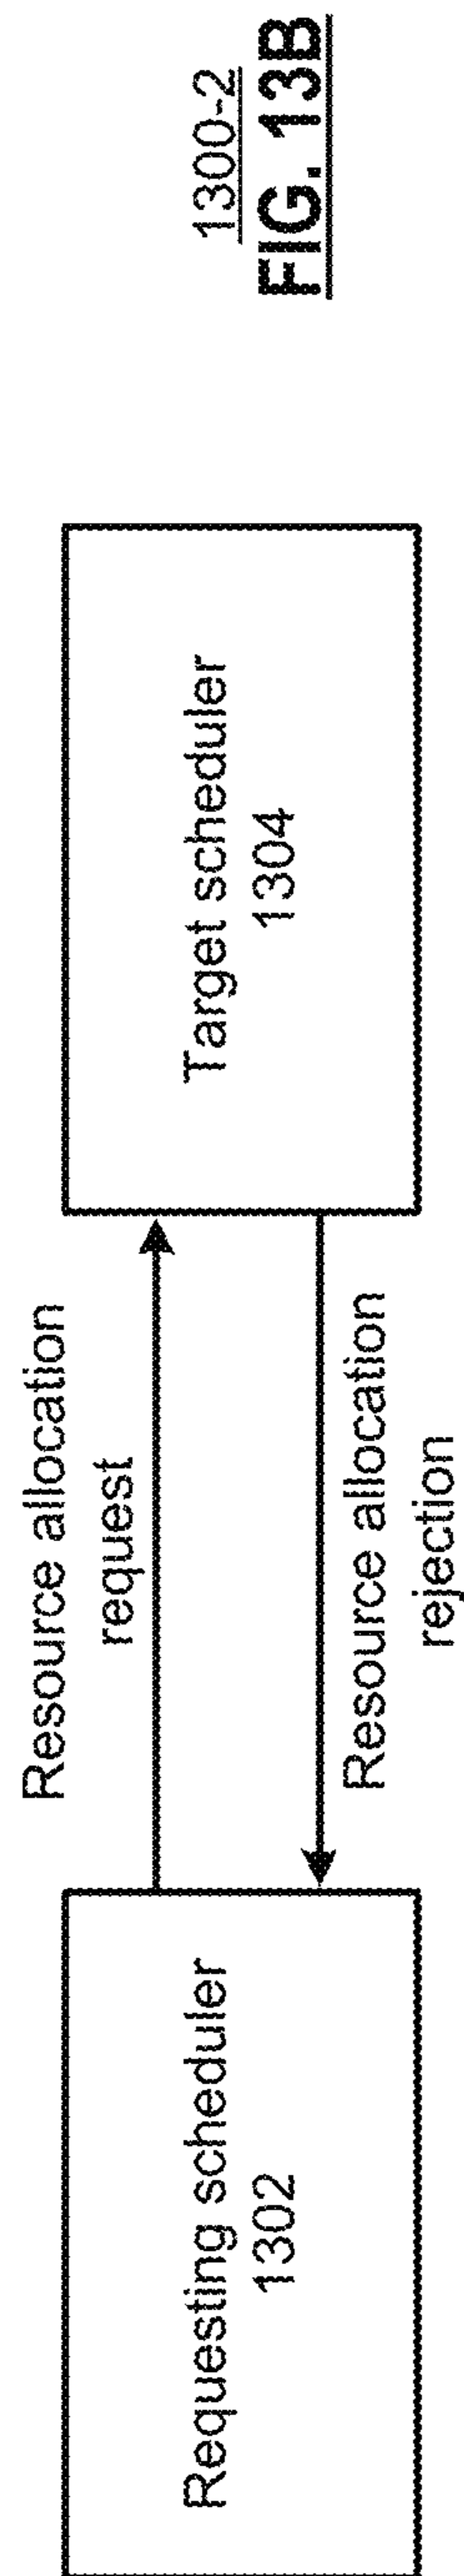 Requesting scheduler
1302
Resource allocation
request
Resource allocation
rejection
Target scheduler
1304
1300-2
FIG. 13B